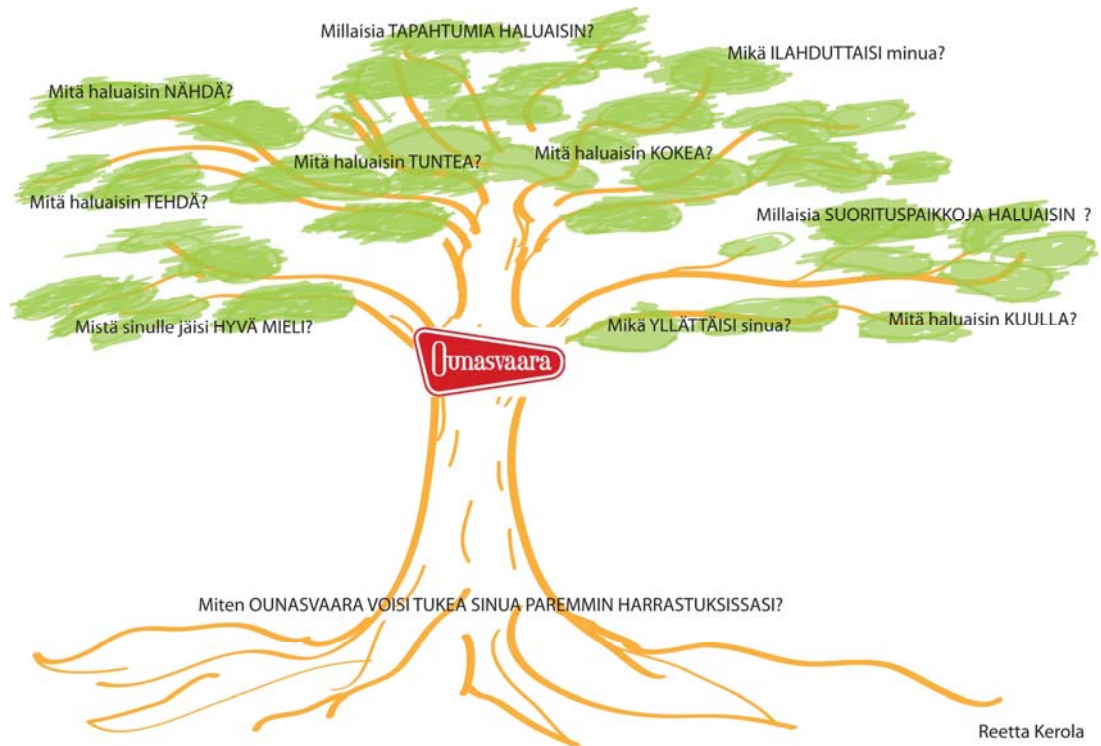 Millaisia TAPAHTUMIA HALUAISIN?
Mikä ILAHDUTTAISI minua?
Mitä haluaisin NÄHDÄ?
Mitä haluaisin TUNTEA?
Mitä haluaisin KOKEA?
Mitä haluaisin TEHDÄ?
Millaisia SUORITUSPAIKKOJA HALUAISIN ?
Mistä sinulle jäisi HYVÄ MIELI?
Mikä YLLÄTTÄISI sinua?
Mitä haluaisin KUULLA?
Ounasvaara
Miten OUNASVAARA VOISI TUKEA SINUA PAREMMIN HARRASTUKSISSASI?
Reetta Kerola